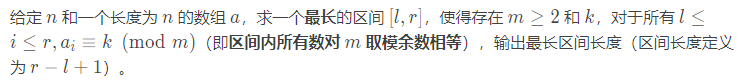 给定 n 和一个长度为 n 的数组 a，求一个最长的区间 [l, r]，使得存在 m ≥ 2 和 k，对于所有 l ≤
i ≤ r, a_i ≡ k (mod m)（即区间内所有数对 m 取模余数相等），输出最长区间长度（区间长度定义
为 r − l + 1）。